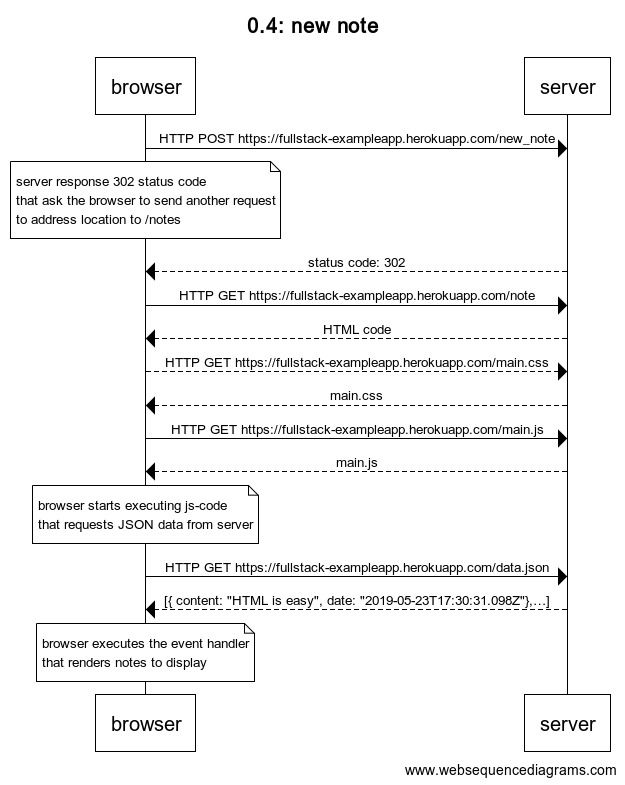 0.4: new note
browser
server
HTTP POST https://fullstack-exampleapp.herokuapp.com/new_note
server response 302 status code
that ask the browser to send another request
to address location to /notes
status code: 302
HTTP GET https://fullstack-exampleapp.herokuapp.com/note
HTML code
HTTP GET https://fullstack-exampleapp.herokuapp.com/main.css
main.css
HTTP GET https://fullstack-exampleapp.herokuapp.com/main.js
main.js
browser starts executing js-code
that requests JSON data from server
HTTP GET https://fullstack-exampleapp.herokuapp.com/data.json
[{ content: "HTML is easy", date: "2019-05-23T17:30:31.098Z"},...]
browser executes the event handler
that renders notes to display
browser
server
www.websequencediagrams.com